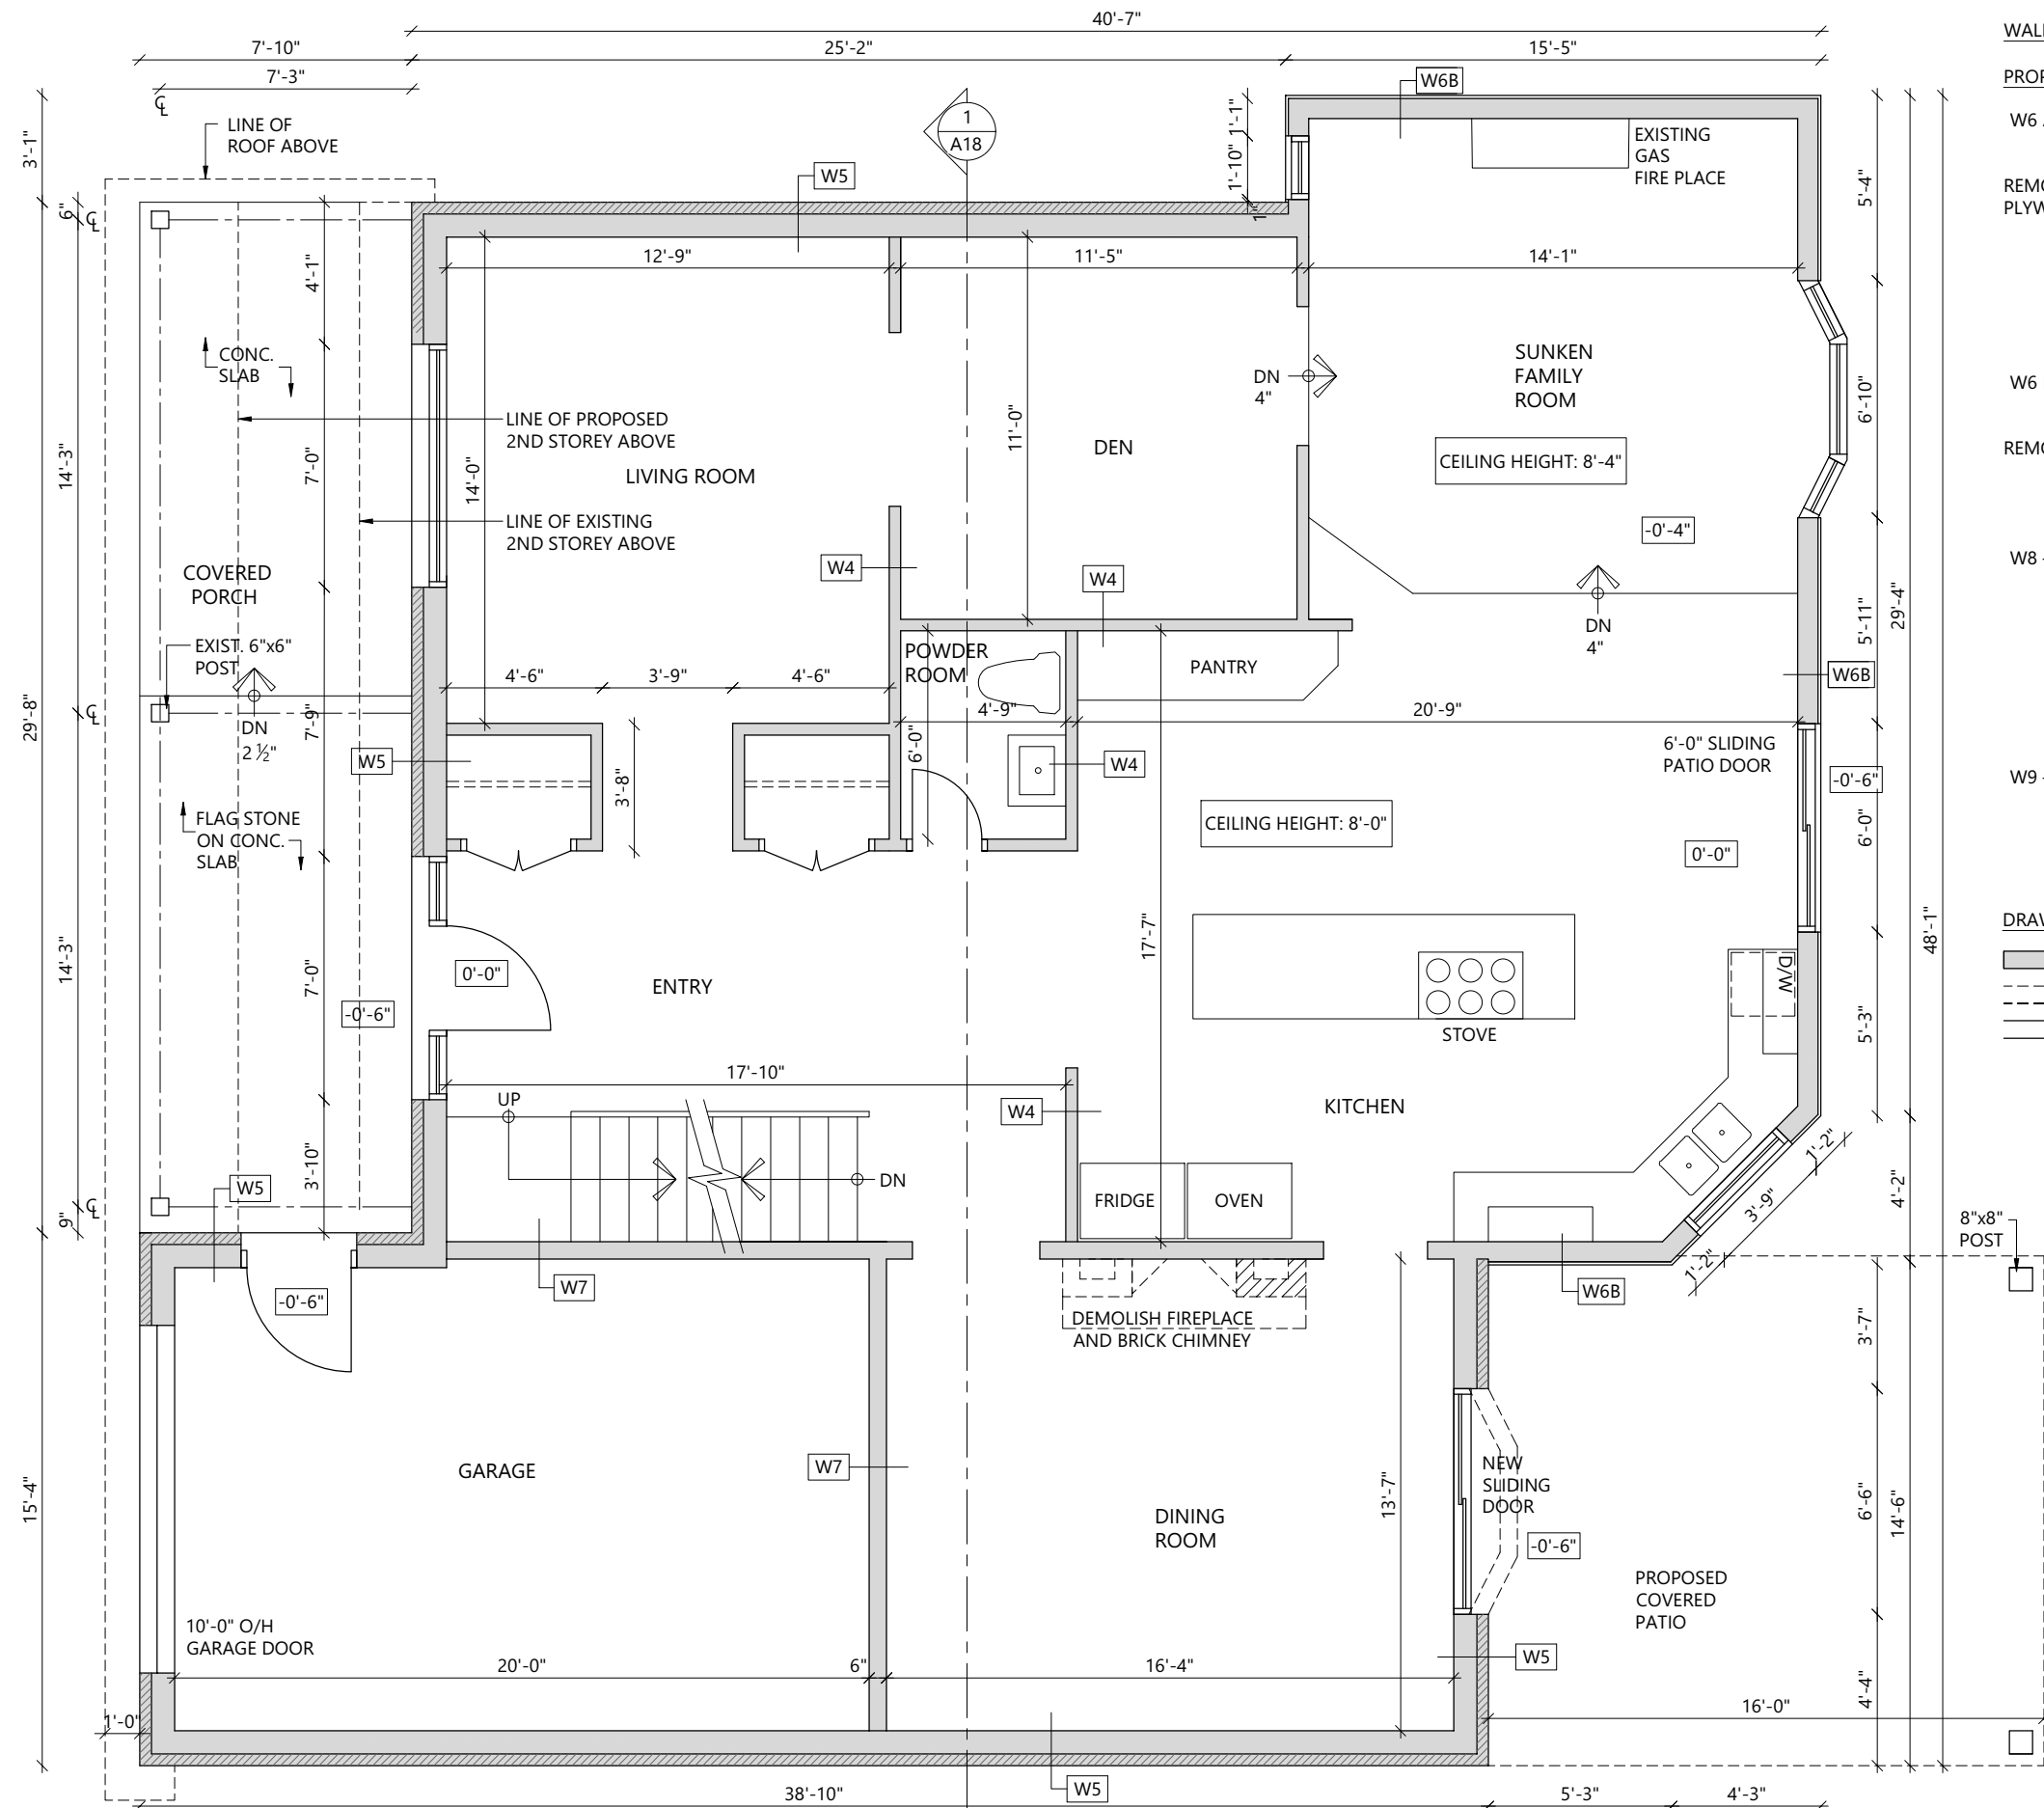 40'-7"
7'-10"
25'-2"
15'-5"
7'-3"
℄
LINE OF
ROOF ABOVE
1
A18
W6B
1'-1"
1'-10"
1"
W5
EXISTING
GAS
FIRE PLACE
3'-1"
6"
℄
4'-1"
12'-9"
11'-5"
14'-1"
5'-4"
CONC.
SLAB
LINE OF PROPOSED
2ND STOREY ABOVE
LIVING ROOM
LINE OF EXISTING
2ND STOREY ABOVE
14'-3"
7'-0"
14'-0"
11'-0"
DEN
DN
4"
SUNKEN
FAMILY
ROOM
CEILING HEIGHT: 8'-4"
-0'-4"
6'-10"
W4
W4
COVERED
PORCH
EXIST. 6"x6"
POST
℄
DN
2 ½"
29'-8"
7'-9"
4'-6"
3'-9"
4'-6"
POWDER
ROOM
PANTRY
DN
4"
5'-11"
29'-4"
W6B
4'-9"
20'-9"
6'-0"
W5
3'-8"
W4
6'-0" SLIDING
PATIO DOOR
-0'-6"
CEILING HEIGHT: 8'-0"
0'-0"
6'-0"
FLAG STONE
ON CONC.
SLAB
14'-3"
7'-0"
0'-0"
-0'-6"
ENTRY
17'-7"
D/W
STOVE
5'-3"
48'-1"
17'-10"
UP
W4
KITCHEN
DN
FRIDGE
OVEN
3'-10"
W5
9"
℄
1'-2"
3'-9"
1'-2"
4'-2"
8"x8"
POST
-0'-6"
W7
W6B
DEMOLISH FIREPLACE
AND BRICK CHIMNEY
3'-7"
15'-4"
GARAGE
W7
13'-7"
NEW
SLIDING
DOOR
-0'-6"
6'-6"
14'-6"
DINING
ROOM
PROPOSED
COVERED
PATIO
10'-0" O/H
GARAGE DOOR
20'-0"
6"
16'-4"
W5
4'-4"
1'-0"
16'-0"
W5
38'-10"
5'-3"
4'-3"
W6
W6
W8
W9